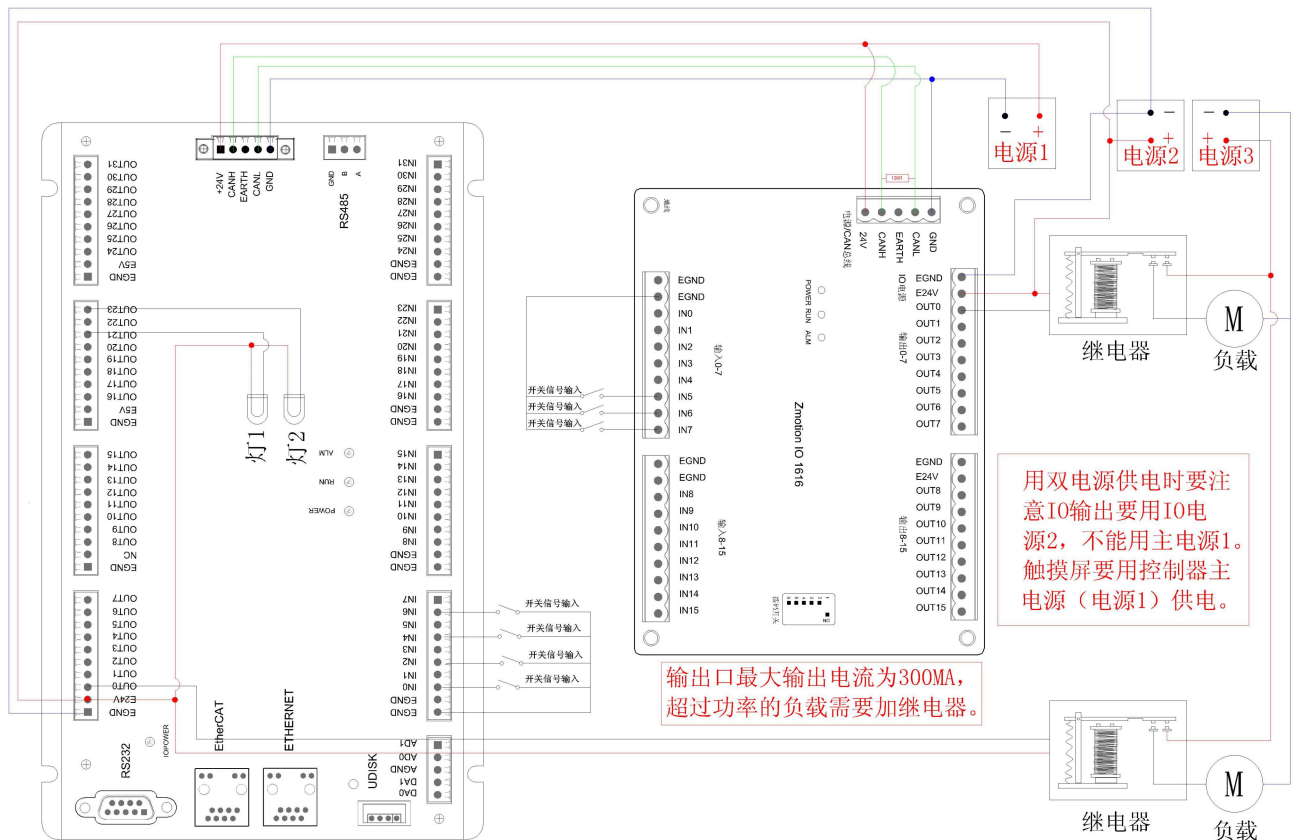 电源1
电源2
电源3
+24V
CANH
EARTH
CANL
GND
GND
B
A
RS485
OUT31
OUT30
OUT29
OUT28
OUT27
OUT26
OUT25
OUT24
E5V
EGND
IN31
IN30
IN29
IN28
IN27
IN26
IN25
IN24
EGND
EGND
OUT23
OUT22
OUT21
OUT20
OUT19
OUT18
OUT17
OUT16
E5V
EGND
IN23
IN22
IN21
IN20
IN19
IN18
IN17
IN16
EGND
EGND
灯1
灯2
ALM
RUN
POWER
OUT15
OUT14
OUT13
OUT12
OUT11
OUT10
OUT9
OUT8
NC
EGND
IN15
IN14
IN13
IN12
IN11
IN10
IN9
IN8
EGND
EGND
OUT7
OUT6
OUT5
OUT4
OUT3
OUT2
OUT1
OUT0
E24V
EGND
IN7
IN6
IN5
IN4
IN3
IN2
IN1
IN0
EGND
EGND
开关信号输入
开关信号输入
开关信号输入
开关信号输入
AD1
AD0
AGND
DA1
DA0
IOPOWER
RS232
EtherCAT
ETHERNET
UDISK
地线
电源/CAN总线
24V
CANH
EARTH
CANL
GND
POWER
RUN
ALM
EGND
EGND
IN0
IN1
IN2
IN3
IN4
IN5
IN6
IN7
输入0-7
开关信号输入
开关信号输入
开关信号输入
EGND
EGND
IN8
IN9
IN10
IN11
IN12
IN13
IN14
IN15
输入8-15
Zmotion IO 1616
IO电源
EGND
E24V
OUT0
OUT1
OUT2
OUT3
OUT4
OUT5
OUT6
OUT7
输出0-7
EGND
E24V
OUT8
OUT9
OUT10
OUT11
OUT12
OUT13
OUT14
OUT15
输出8-15
拨码开关
ON
继电器
M
负载
用双电源供电时要注
意IO输出要用IO电
源2，不能用主电源1。
触摸屏要用控制器主
电源（电源1）供电。
输出口最大输出电流为300MA，
超过功率的负载需要加继电器。
继电器
M
负载